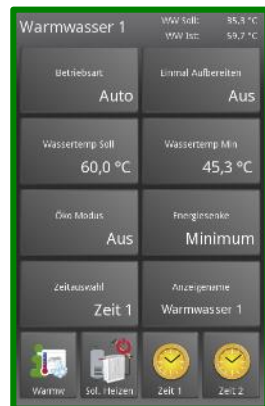 Warmwasser 1
WW Soll: 35,3 °C
WW Ist: 59,7 °C
Betriebsart
Auto
Einmal Aufbereiten
Aus
Wassertemp Soll
60,0 °C
Wassertemp Min
45,3 °C
Öko Modus
Aus
Energiesenke
Minimum
Zeitauswahl
Zeit 1
Anzeigename
Warmwasser 1
Warmw
Sol. Heizen
Zeit 1
Zeit 2